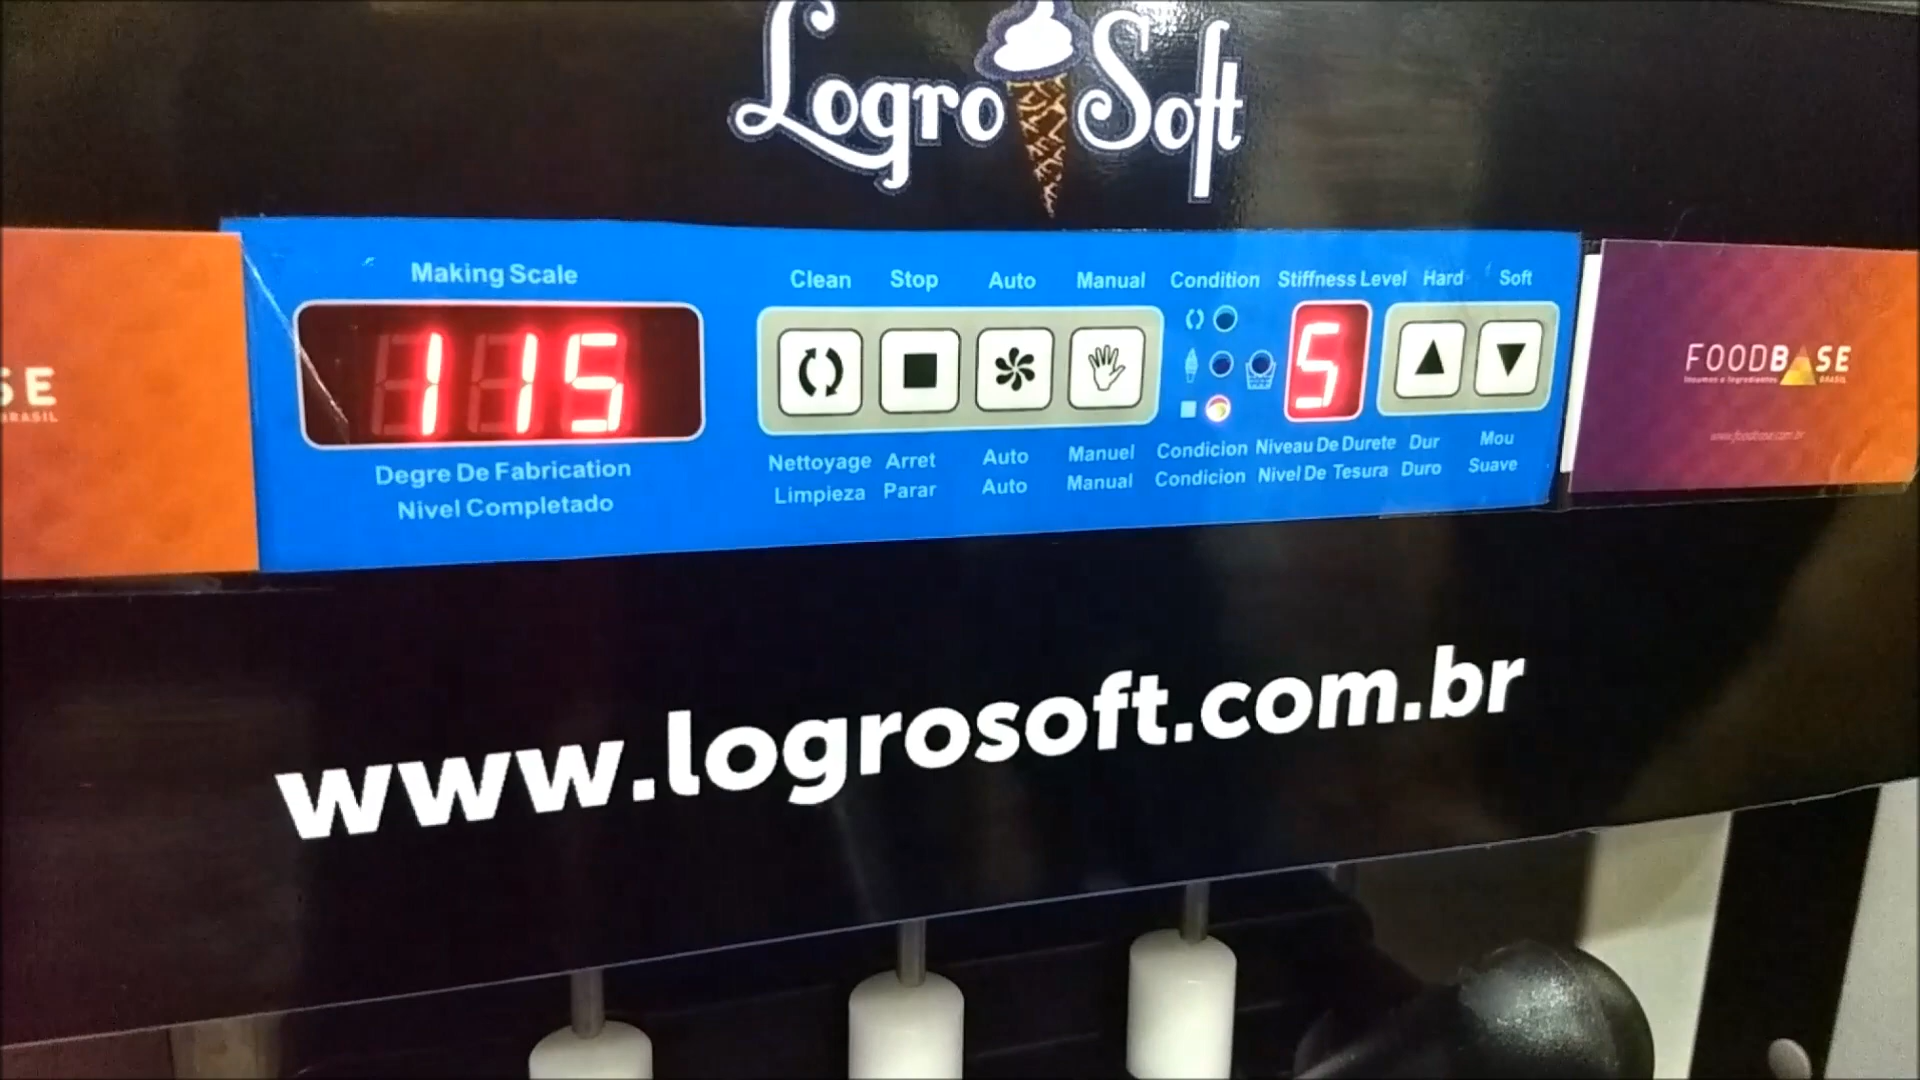 Logro Soft
Making Scale
115
Degre De Fabrication
Nivel Completado
Clean Stop Auto Manual Condition Stiffness Level Hard Soft
5
Nettoyage Arret Auto Manuel Condicion Niveau De Durete Dur Mou
Limpieza Parar Auto Manual Condicion Nivel De Tesura Duro Suave
SE
BRASIL
FOODBASE
Insumos e Ingredientes BRASIL
www.foodbase.com.br
www.logrosoft.com.br